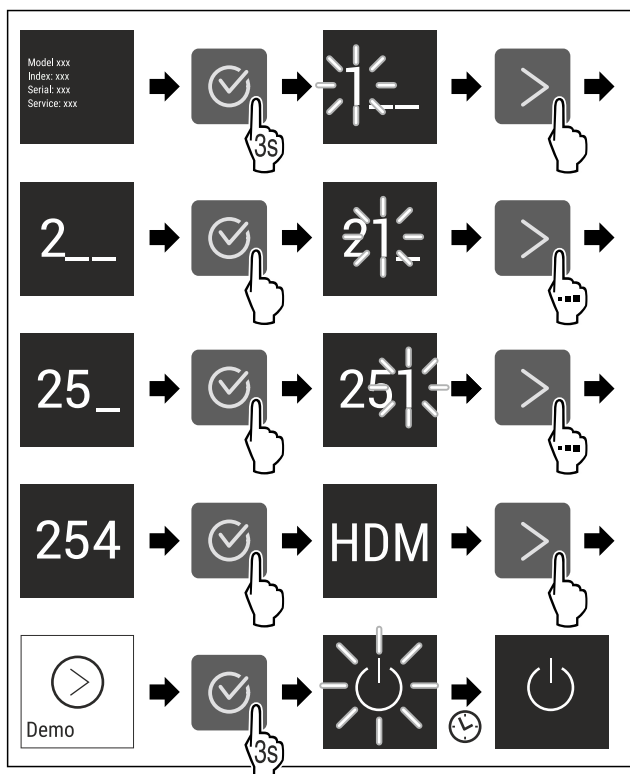 Model xxx
Index: xxx
Serial: xxx
Service: xxx
3s
1__
2__
21_
25_
251
254
HDM
Demo
3s